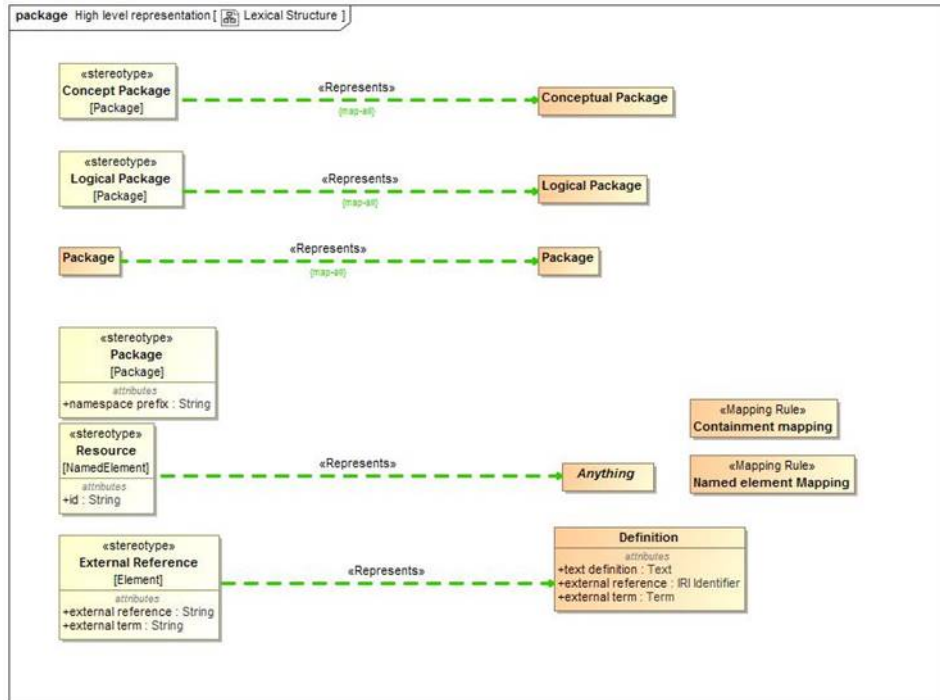 package High level representation [ Lexical Structure ]
«stereotype»
Concept Package
[Package]
«Represents»
{map-all}
Conceptual Package
«stereotype»
Logical Package
[Package]
«Represents»
{map-all}
Logical Package
Package
«Represents»
{map-all}
Package
«stereotype»
Package
[Package]
attributes
+namespace prefix : String
«stereotype»
Resource
[NamedElement]
attributes
+id : String
«Represents»
Anything
«Mapping Rule»
Containment mapping
«Mapping Rule»
Named element Mapping
«stereotype»
External Reference
[Element]
attributes
+external reference : String
+external term : String
«Represents»
Definition
attributes
+text definition : Text
+external reference : IRI Identifier
+external term : Term